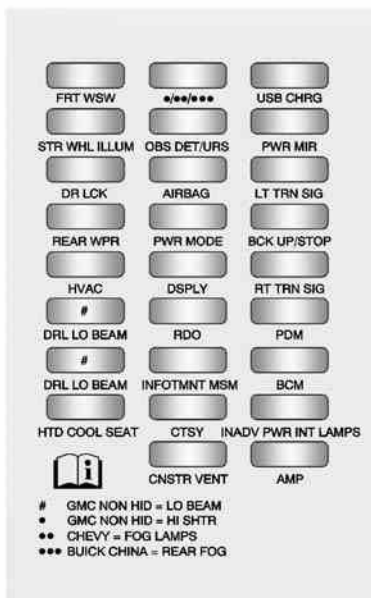 FRT WSW ●/●●/●●● USB CHRG
STR WHL ILLUM OBS DET/URS PWR MIR
DR LCK AIRBAG LT TRN SIG
REAR WPR PWR MODE BCK UP/STOP
HVAC DSPLY RT TRN SIG
#
DRL LO BEAM RDO PDM
#
DRL LO BEAM INFOTMNT MSM BCM
HTD COOL SEAT CTSY INADV PWR INT LAMPS
i
CNSTR VENT AMP
# GMC NON HID = LO BEAM
● GMC NON HID = HI SHTR
●● CHEVY = FOG LAMPS
●●● BUICK CHINA = REAR FOG